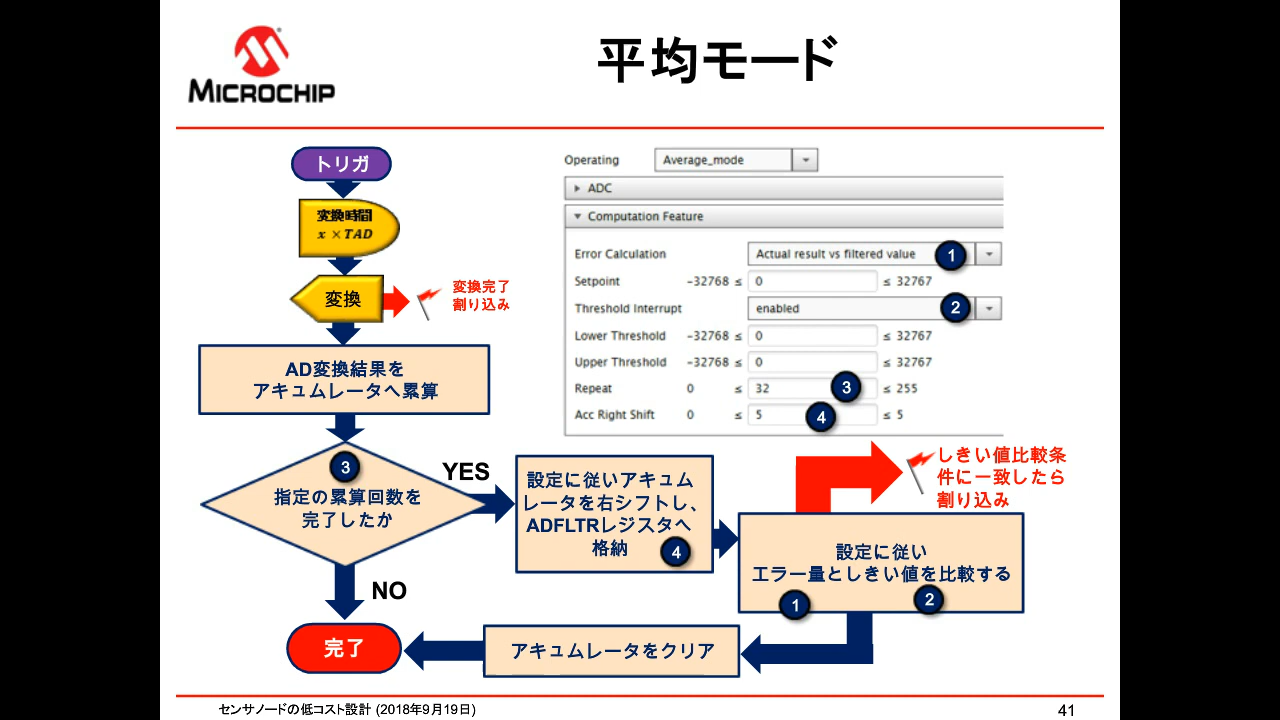 MICROCHIP
平均モード
トリガ
変換時間
x ×TAD
変換
変換完了
割り込み
AD変換結果を
アキュムレータへ累算
3
指定の累算回数を
完了したか
YES
NO
設定に従いアキュム
レータを右シフトし、
ADFLTRレジスタへ
格納
4
しきい値比較条
件に一致したら
割り込み
設定に従い
エラー量としきい値を比較する
1
2
アキュムレータをクリア
完了
Operating Average_mode
ADC
Computation Feature
Error Calculation Actual result vs filtered value 1
Setpoint -32768 ≤ 0 ≤ 32767
Threshold Interrupt enabled 2
Lower Threshold -32768 ≤ 0 ≤ 32767
Upper Threshold -32768 ≤ 0 ≤ 32767
Repeat 0 ≤ 32 3 ≤ 255
Acc Right Shift 0 ≤ 5 4 ≤ 5
センサノードの低コスト設計 (2018年9月19日)
41